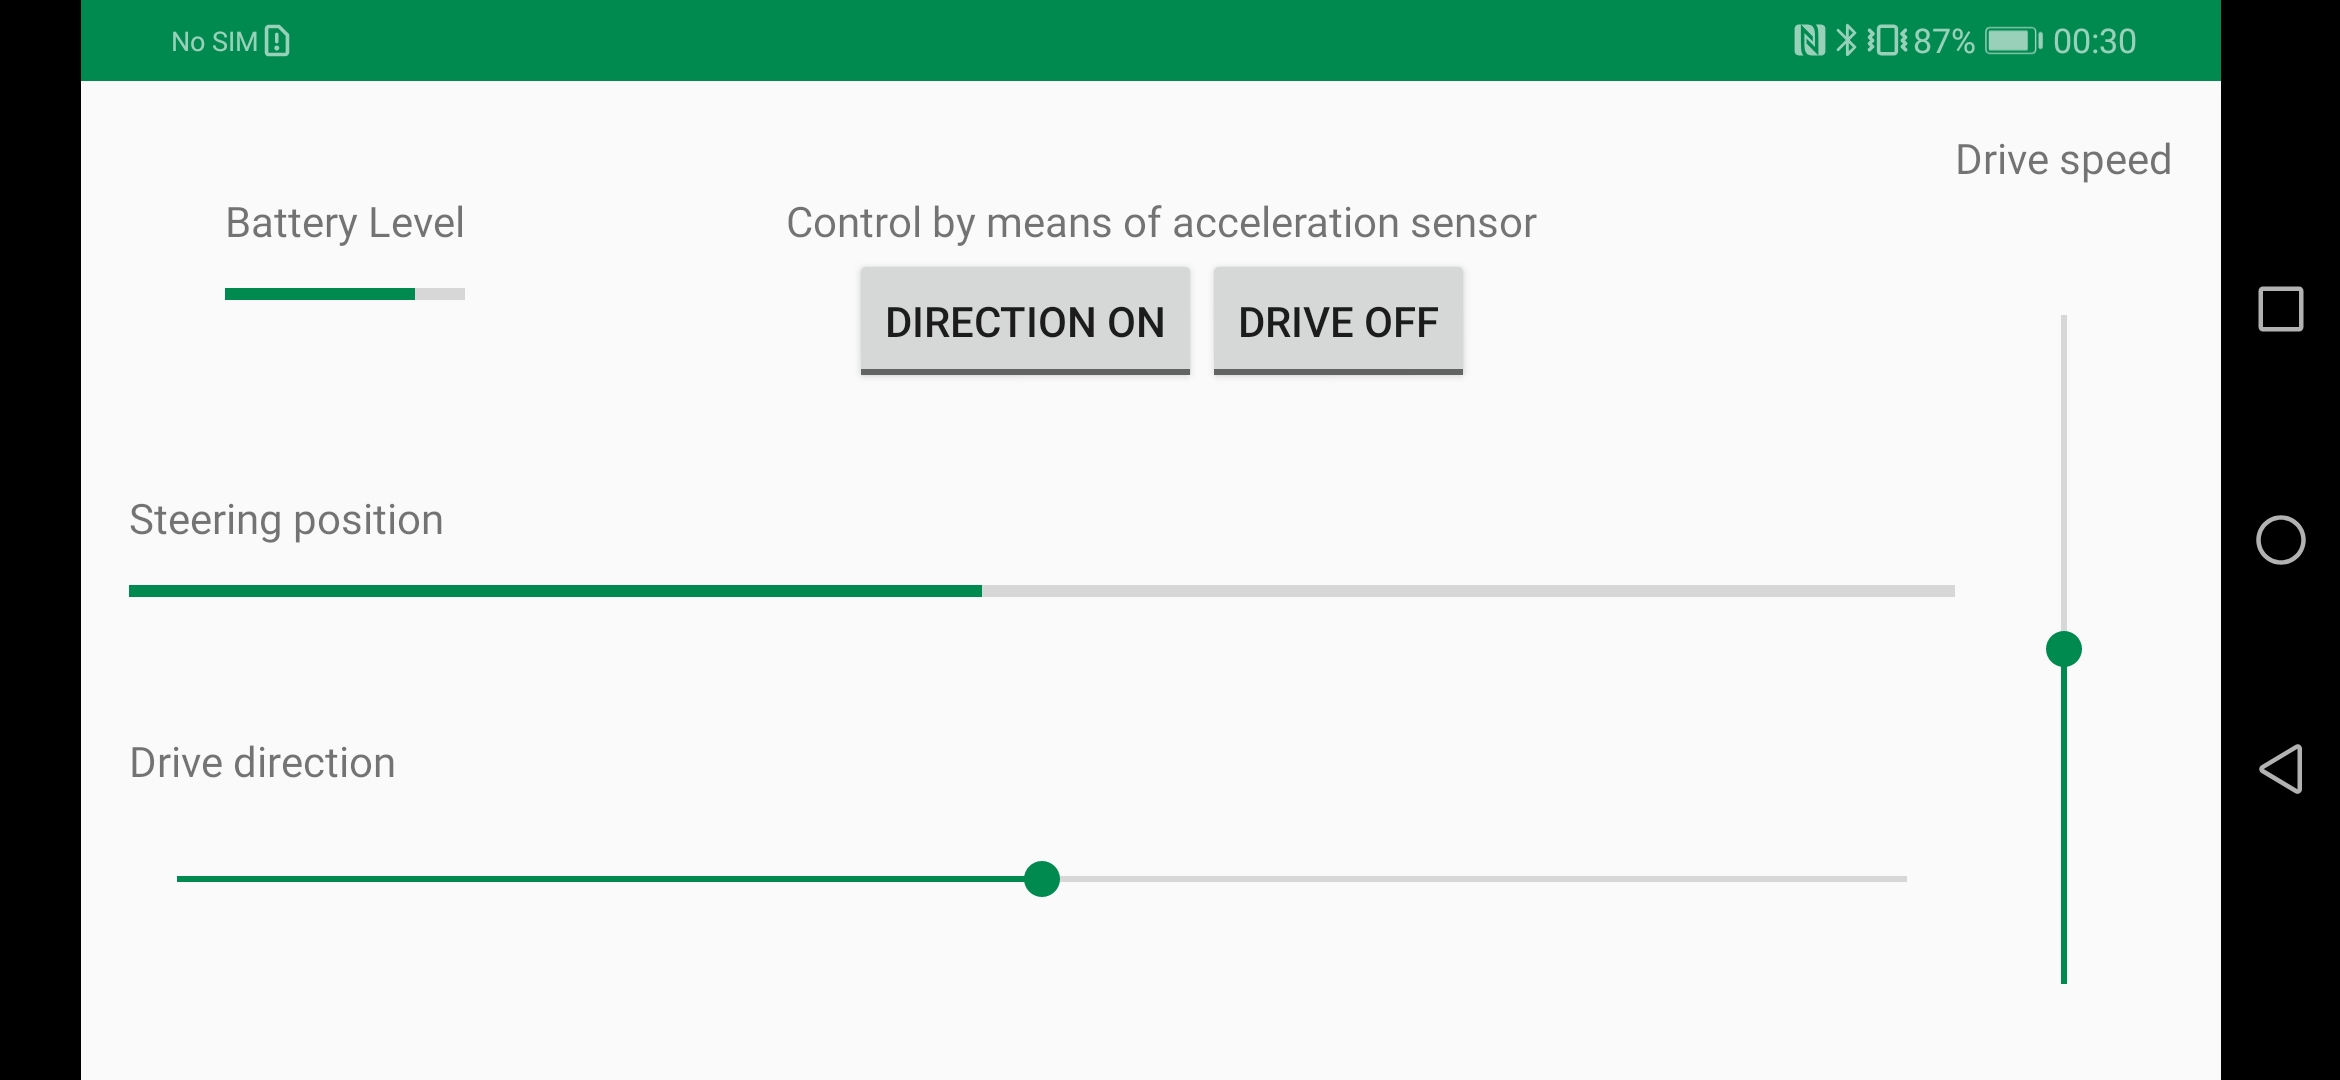 No SIM
87% 00:30
Drive speed
Battery Level
Control by means of acceleration sensor
DIRECTION ON
DRIVE OFF
Steering position
Drive direction